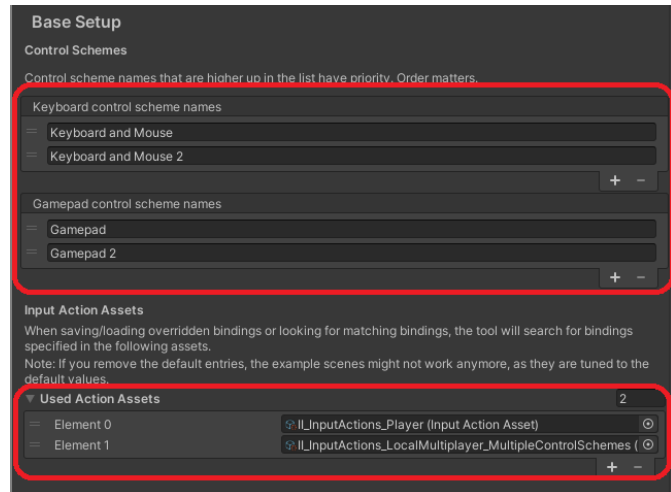 Base Setup
Control Schemes
Control scheme names that are higher up in the list have priority. Order matters.
Keyboard control scheme names
Keyboard and Mouse
Keyboard and Mouse 2
+ -
Gamepad control scheme names
Gamepad
Gamepad 2
+ -
Input Action Assets
When saving/loading overridden bindings or looking for matching bindings, the tool will search for bindings
specified in the following assets.
Note: If you remove the default entries, the example scenes might not work anymore, as they are tuned to the
default values.
Used Action Assets 2
Element 0 II_InputActions_Player (Input Action Asset)
Element 1 II_InputActions_LocalMultiplayer_MultipleControlSchemes (
+ -